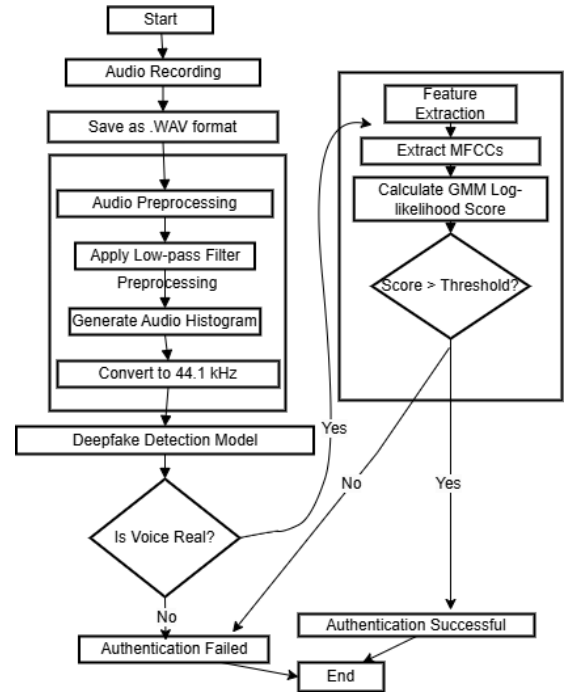 Start
Audio Recording
Save as .WAV format
Audio Preprocessing
Apply Low-pass Filter
Preprocessing
Generate Audio Histogram
Convert to 44.1 kHz
Deepfake Detection Model
Is Voice Real?
Yes
No
Authentication Failed
Feature
Extraction
Extract MFCCs
Calculate GMM Log-
likelihood Score
Score > Threshold?
No
Yes
Authentication Successful
End